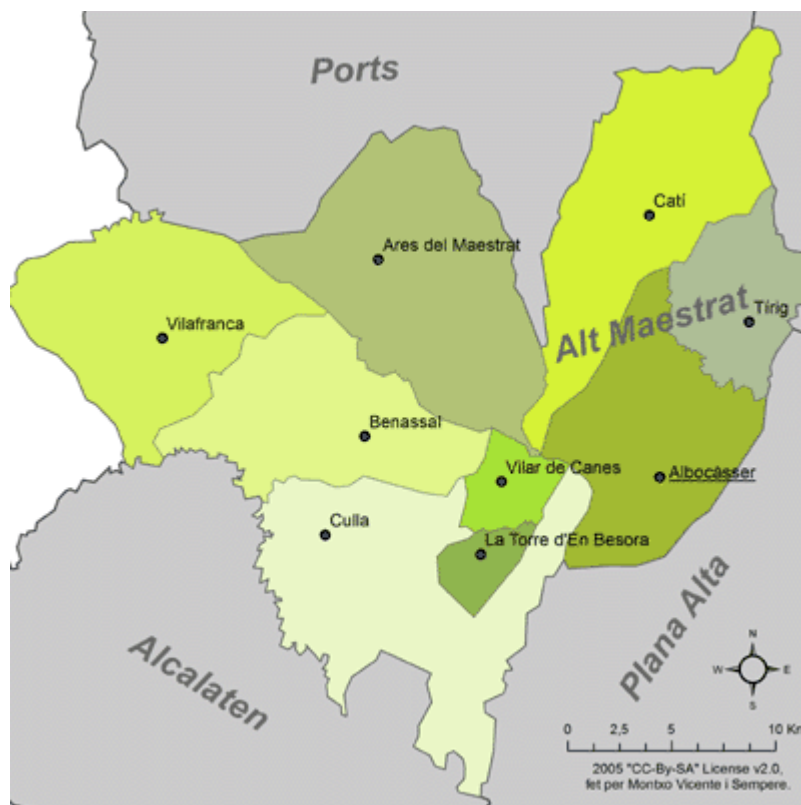 Ports
Catí
Ares del Maestrat
Tírig
Alt Maestrat
Vilafranca
Benassal
Vilar de Canes
Albocàsser
Culla
La Torre d'En Besora
Alcalaten
Plana Alta
N
W E
S
0 2,5 5 10 Km
2005 "CC-By-SA" License v2.0,
fet per Montxo Vicente i Sempere.